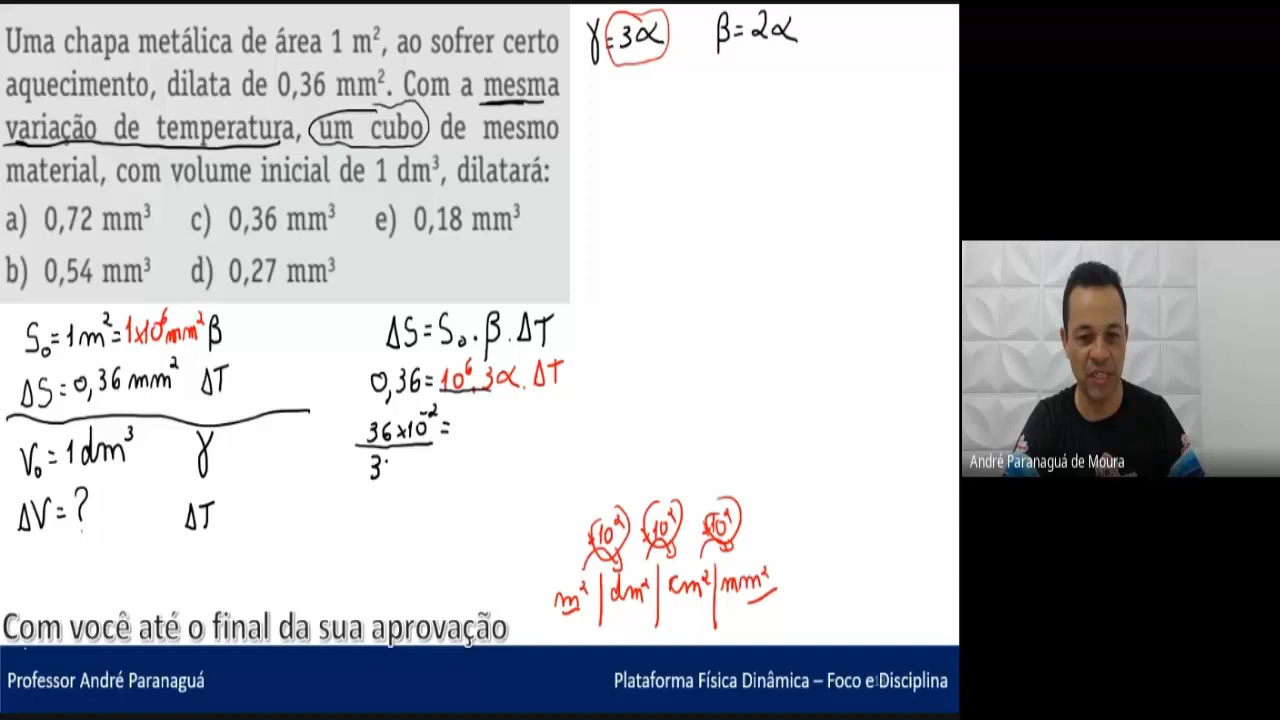 Uma chapa metálica de área 1 m², ao sofrer certo
aquecimento, dilata de 0,36 mm². Com a mesma
variação de temperatura, um cubo de mesmo
material, com volume inicial de 1 dm³, dilatará:
a) 0,72 mm³ c) 0,36 mm³ e) 0,18 mm³
b) 0,54 mm³ d) 0,27 mm³
γ = 3α β = 2α
S₀ = 1m² = 1x10⁶mm² β
ΔS = 0,36 mm² ΔT
V₀ = 1dm³ γ
ΔV = ? ΔT
ΔS = S₀ . β . ΔT
0,36 = 10⁶ . 3α . ΔT
36x10⁻² =
3.
x10² x10² x10²
m² | dm² | cm² | mm²
André Paranaguá de Moura
Com você até o final da sua aprovação
Professor André Paranaguá Plataforma Física Dinâmica – Foco e Disciplina